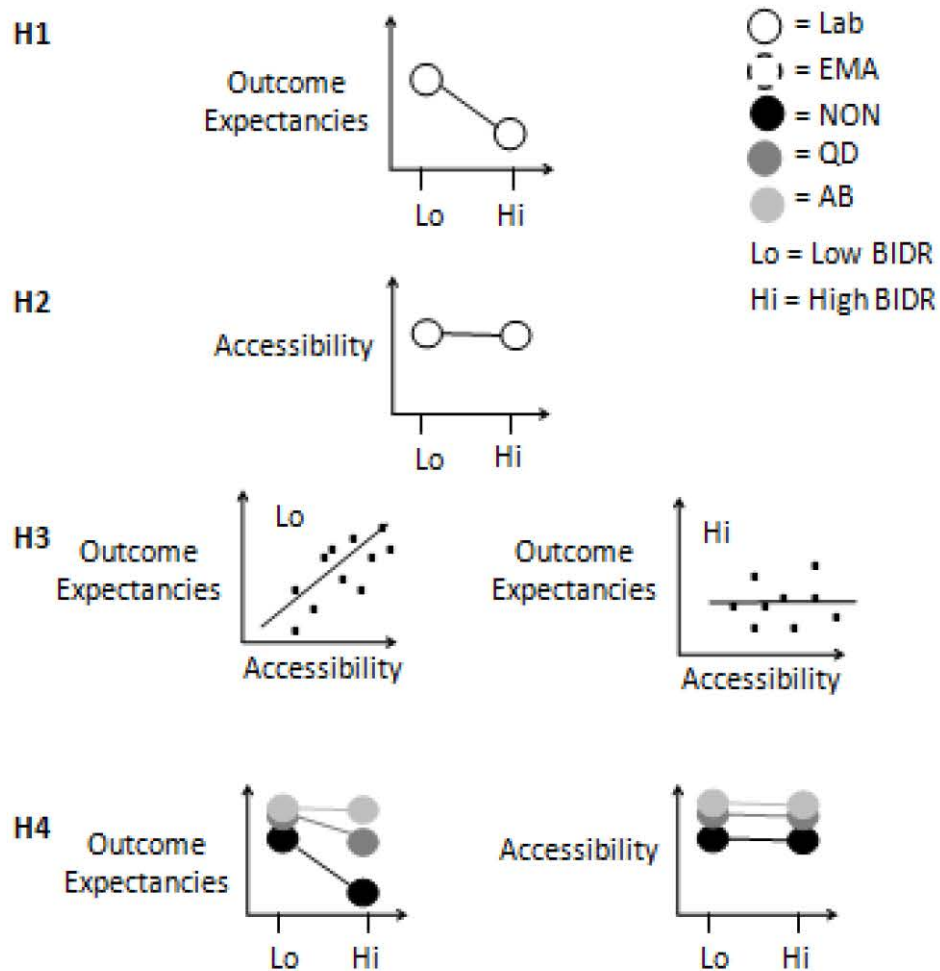 H1
Outcome
Expectancies
Lo Hi
= Lab
= EMA
= NON
= QD
= AB
Lo = Low BIDR
Hi = High BIDR
H2
Accessibility
Lo Hi
H3
Outcome
Expectancies
Lo
Accessibility
Outcome
Expectancies
Hi
Accessibility
H4
Outcome
Expectancies
Lo Hi
Accessibility
Lo Hi